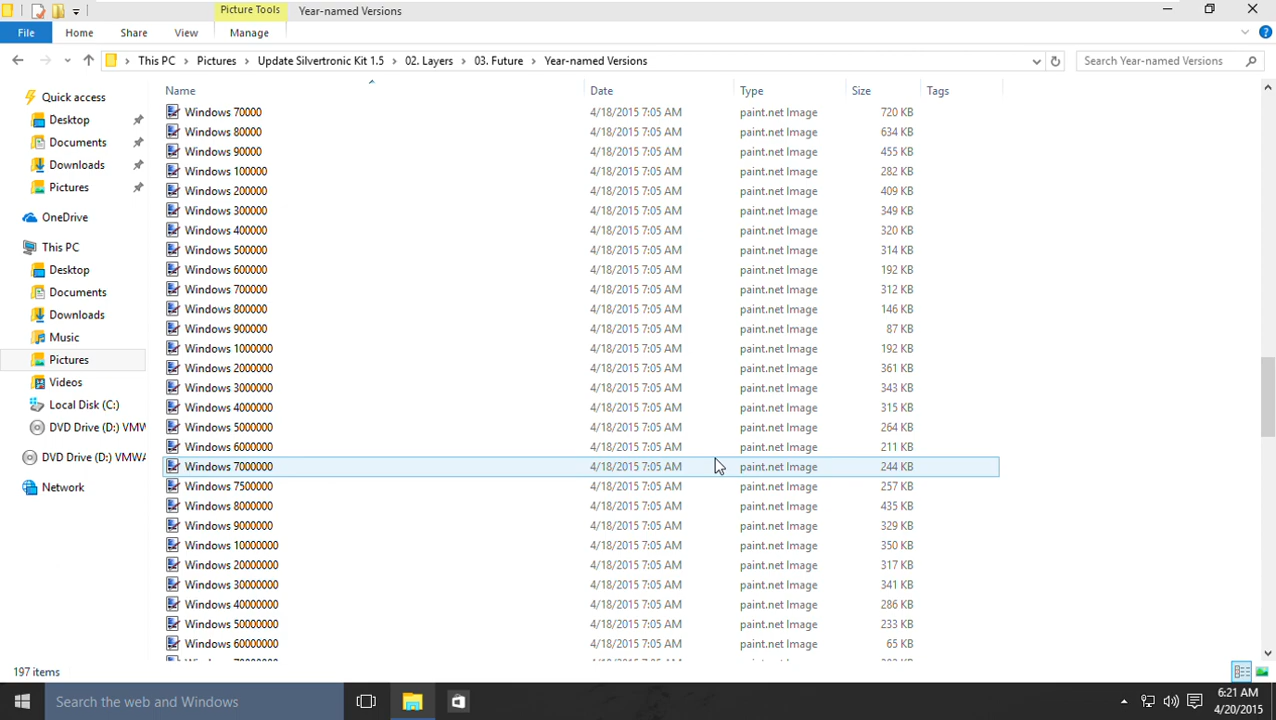 Picture Tools
Year-named Versions
File
Home
Share
View
Manage
This PC
Pictures
Update Silvertronic Kit 1.5
02. Layers
03. Future
Year-named Versions
Search Year-named Versions
Name
Date
Type
Size
Tags
Quick access
Desktop
Documents
Downloads
Pictures
OneDrive
This PC
Desktop
Documents
Downloads
Music
Pictures
Videos
Local Disk (C:)
DVD Drive (D:) VMW
DVD Drive (D:) VMWA
Network
Windows 70000 4/18/2015 7:05 AM paint.net Image 720 KB
Windows 80000 4/18/2015 7:05 AM paint.net Image 634 KB
Windows 90000 4/18/2015 7:05 AM paint.net Image 455 KB
Windows 100000 4/18/2015 7:05 AM paint.net Image 282 KB
Windows 200000 4/18/2015 7:05 AM paint.net Image 409 KB
Windows 300000 4/18/2015 7:05 AM paint.net Image 349 KB
Windows 400000 4/18/2015 7:05 AM paint.net Image 320 KB
Windows 500000 4/18/2015 7:05 AM paint.net Image 314 KB
Windows 600000 4/18/2015 7:05 AM paint.net Image 192 KB
Windows 700000 4/18/2015 7:05 AM paint.net Image 312 KB
Windows 800000 4/18/2015 7:05 AM paint.net Image 146 KB
Windows 900000 4/18/2015 7:05 AM paint.net Image 87 KB
Windows 1000000 4/18/2015 7:05 AM paint.net Image 192 KB
Windows 2000000 4/18/2015 7:05 AM paint.net Image 361 KB
Windows 3000000 4/18/2015 7:05 AM paint.net Image 343 KB
Windows 4000000 4/18/2015 7:05 AM paint.net Image 315 KB
Windows 5000000 4/18/2015 7:05 AM paint.net Image 264 KB
Windows 6000000 4/18/2015 7:05 AM paint.net Image 211 KB
Windows 7000000 4/18/2015 7:05 AM paint.net Image 244 KB
Windows 7500000 4/18/2015 7:05 AM paint.net Image 257 KB
Windows 8000000 4/18/2015 7:05 AM paint.net Image 435 KB
Windows 9000000 4/18/2015 7:05 AM paint.net Image 329 KB
Windows 10000000 4/18/2015 7:05 AM paint.net Image 350 KB
Windows 20000000 4/18/2015 7:05 AM paint.net Image 317 KB
Windows 30000000 4/18/2015 7:05 AM paint.net Image 341 KB
Windows 40000000 4/18/2015 7:05 AM paint.net Image 286 KB
Windows 50000000 4/18/2015 7:05 AM paint.net Image 233 KB
Windows 60000000 4/18/2015 7:05 AM paint.net Image 65 KB
197 items
Search the web and Windows
6:21 AM
4/20/2015